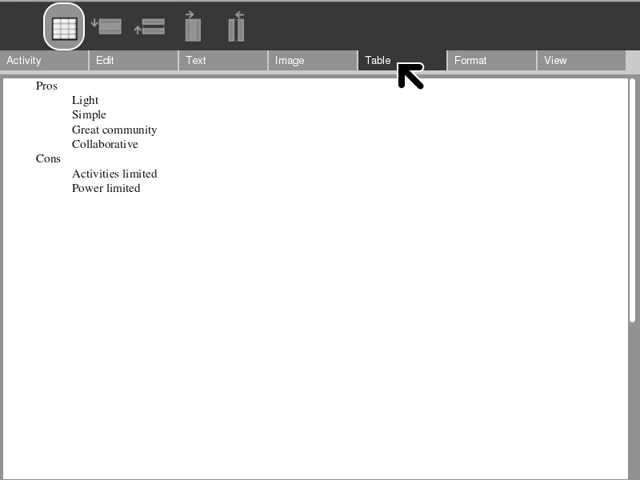 Activity Edit Text Image Table Format View
Pros
Light
Simple
Great community
Collaborative
Cons
Activities limited
Power limited